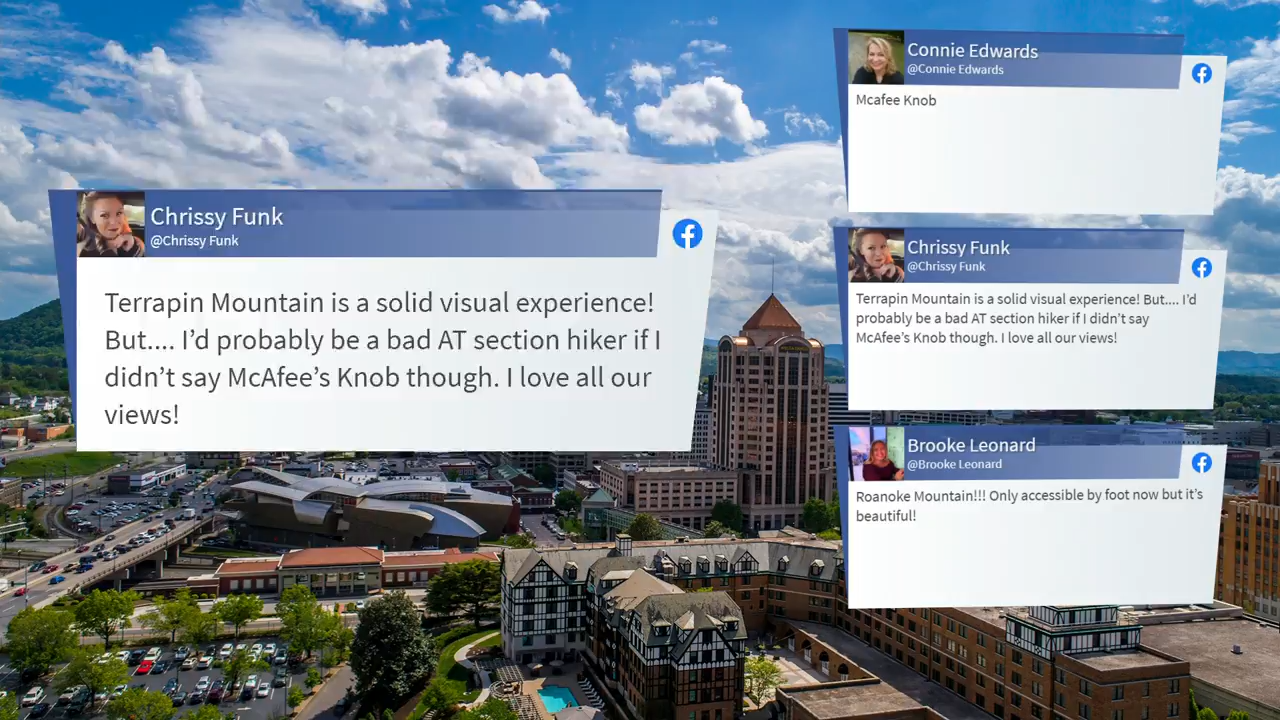 Chrissy Funk
@Chrissy Funk
Terrapin Mountain is a solid visual experience!
But.... I'd probably be a bad AT section hiker if I
didn't say McAfee's Knob though. I love all our
views!
Connie Edwards
@Connie Edwards
Mcafee Knob
Chrissy Funk
@Chrissy Funk
Terrapin Mountain is a solid visual experience! But.... I'd
probably be a bad AT section hiker if I didn't say
McAfee's Knob though. I love all our views!
Brooke Leonard
@Brooke Leonard
Roanoke Mountain!!! Only accessible by foot now but it's
beautiful!